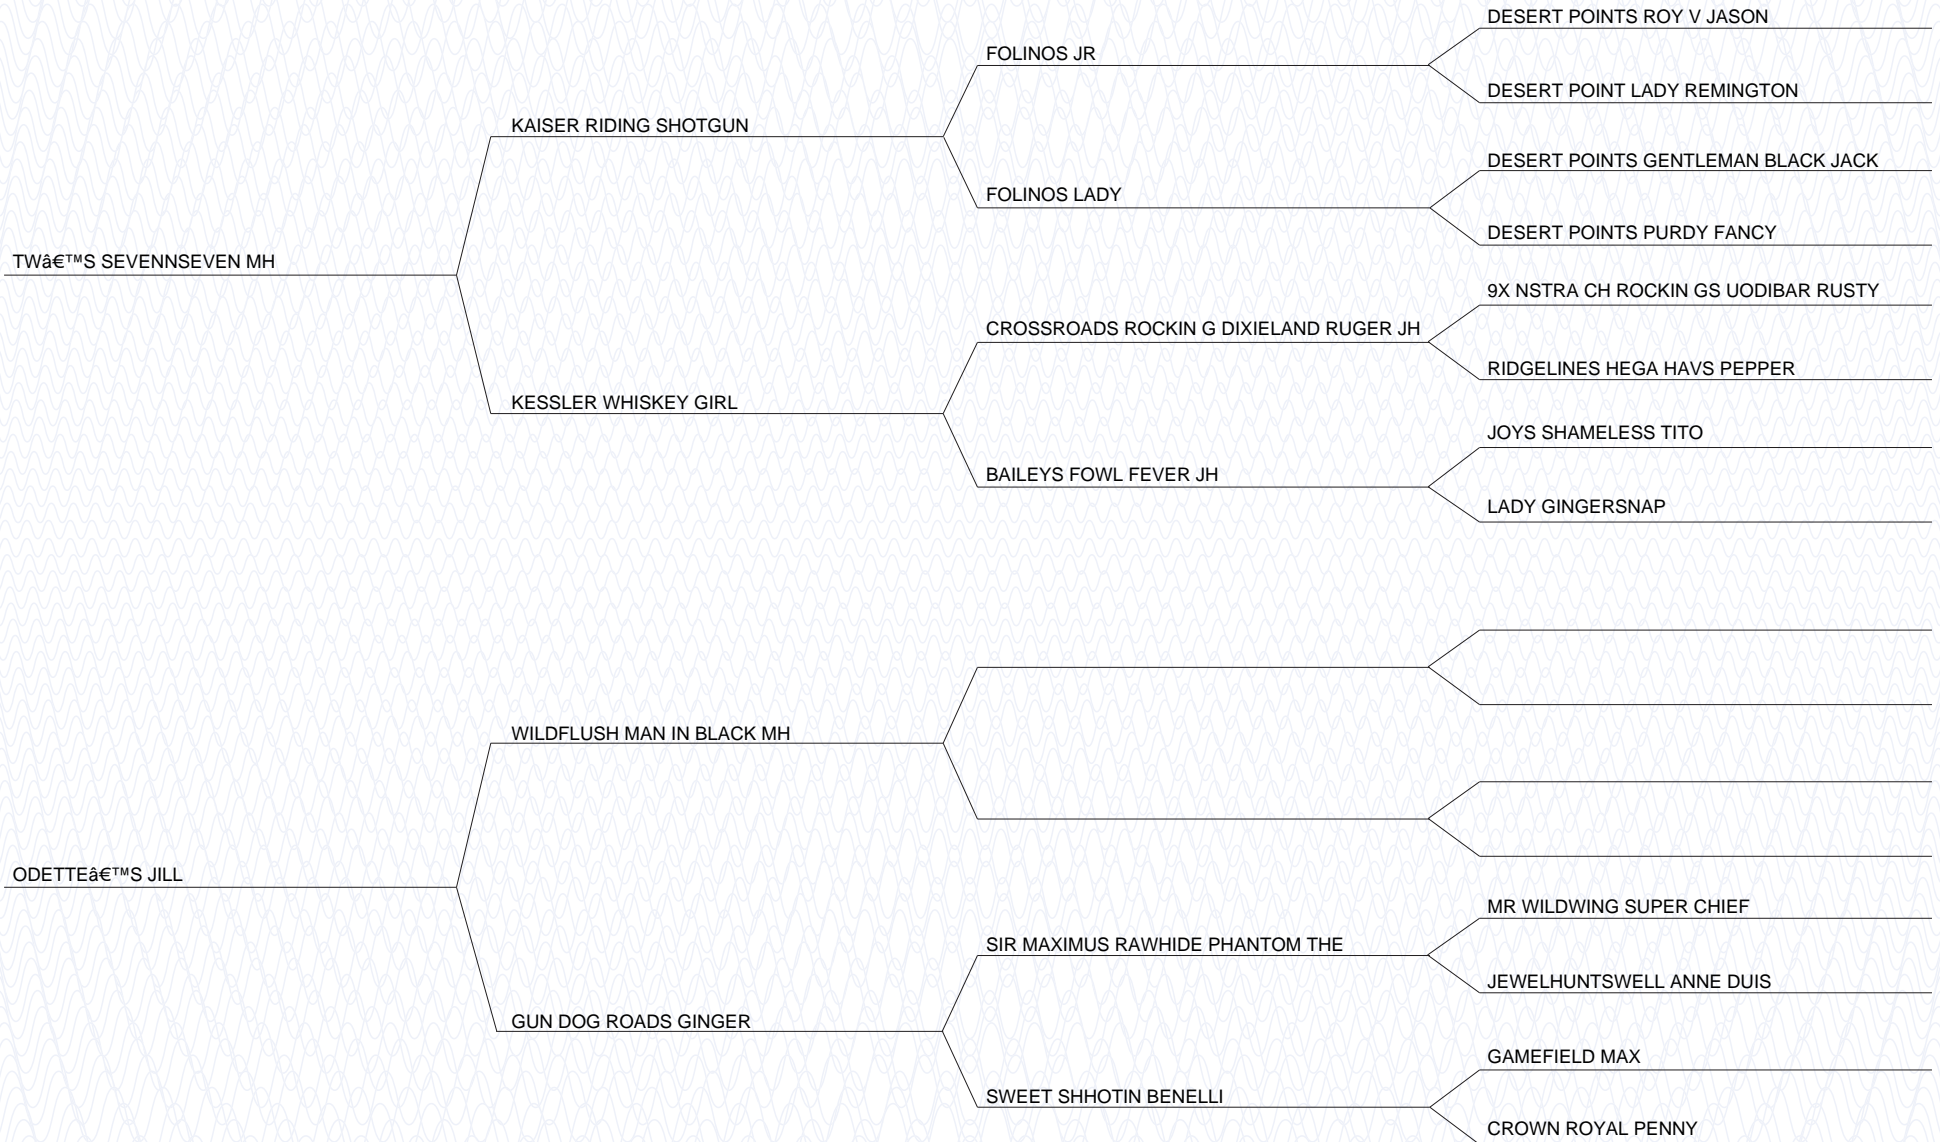 DESERT POINTS ROY V JASON
FOLINOS JR
DESERT POINT LADY REMINGTON
KAISER RIDING SHOTGUN
DESERT POINTS GENTLEMAN BLACK JACK
FOLINOS LADY
DESERT POINTS PURDY FANCY
TWâ€™S SEVENNSEVEN MH
9X NSTRA CH ROCKIN GS UODIBAR RUSTY
CROSSROADS ROCKIN G DIXIELAND RUGER JH
RIDGELINES HEGA HAVS PEPPER
KESSLER WHISKEY GIRL
JOYS SHAMELESS TITO
BAILEYS FOWL FEVER JH
LADY GINGERSNAP
WILDFLUSH MAN IN BLACK MH
ODETTEâ€™S JILL
MR WILDWING SUPER CHIEF
SIR MAXIMUS RAWHIDE PHANTOM THE
JEWELHUNTSWELL ANNE DUIS
GUN DOG ROADS GINGER
GAMEFIELD MAX
SWEET SHHOTIN BENELLI
CROWN ROYAL PENNY